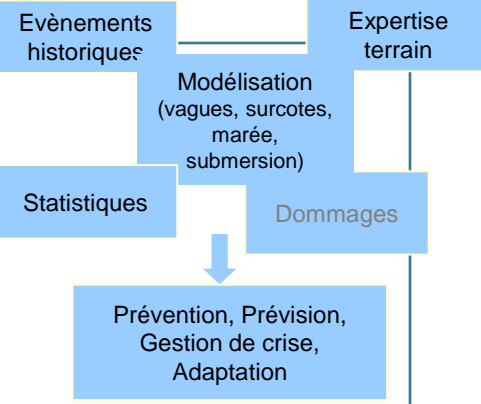 Evènements
historiques
Expertise
terrain
Modélisation
(vagues, surcotes,
marée,
submersion)
Statistiques
Dommages
Prévention, Prévision,
Gestion de crise,
Adaptation